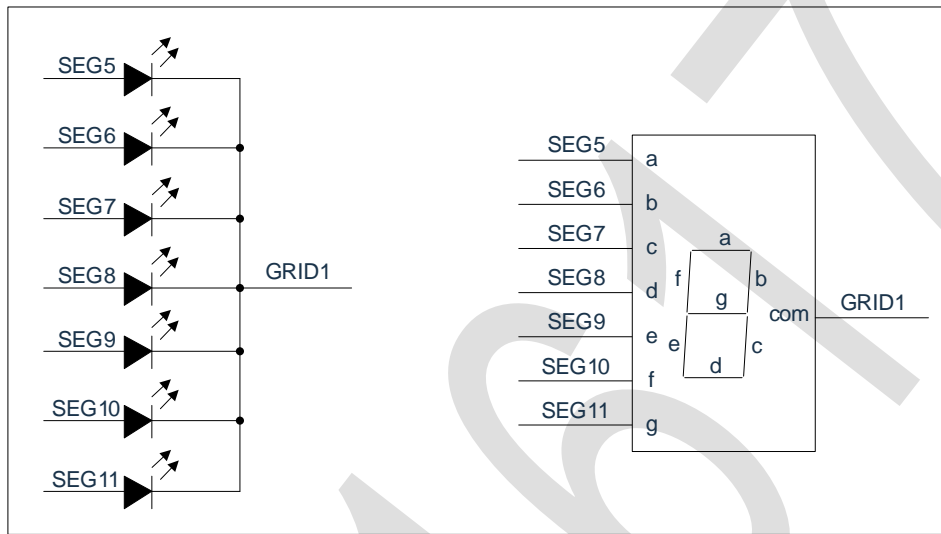 SEG5
SEG6
SEG7
SEG8
SEG9
SEG10
SEG11
GRID1
SEG5
SEG6
SEG7
SEG8
SEG9
SEG10
SEG11
a
b
c
d
e
f
g
a
f
b
g
e
c
d
com
GRID1